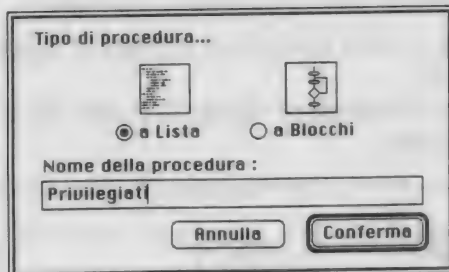 Tipo di procedura...
a Lista
a Blocchi
Nome della procedura :
Privilegiati
Annulla
Conferma